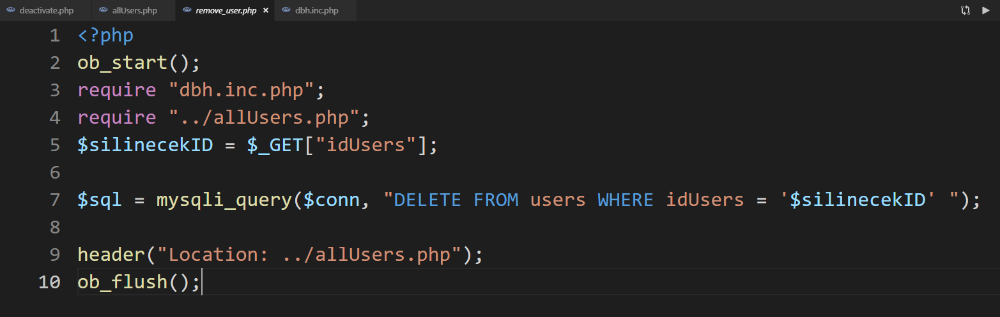 deactivate.php allUsers.php remove_user.php × dbh.inc.php
1 <?php
2 ob_start();
3 require "dbh.inc.php";
4 require "../allUsers.php";
5 $silinecekID = $_GET["idUsers"];
6
7 $sql = mysqli_query($conn, "DELETE FROM users WHERE idUsers = '$silinecekID' ");
8
9 header("Location: ../allUsers.php");
10 ob_flush();